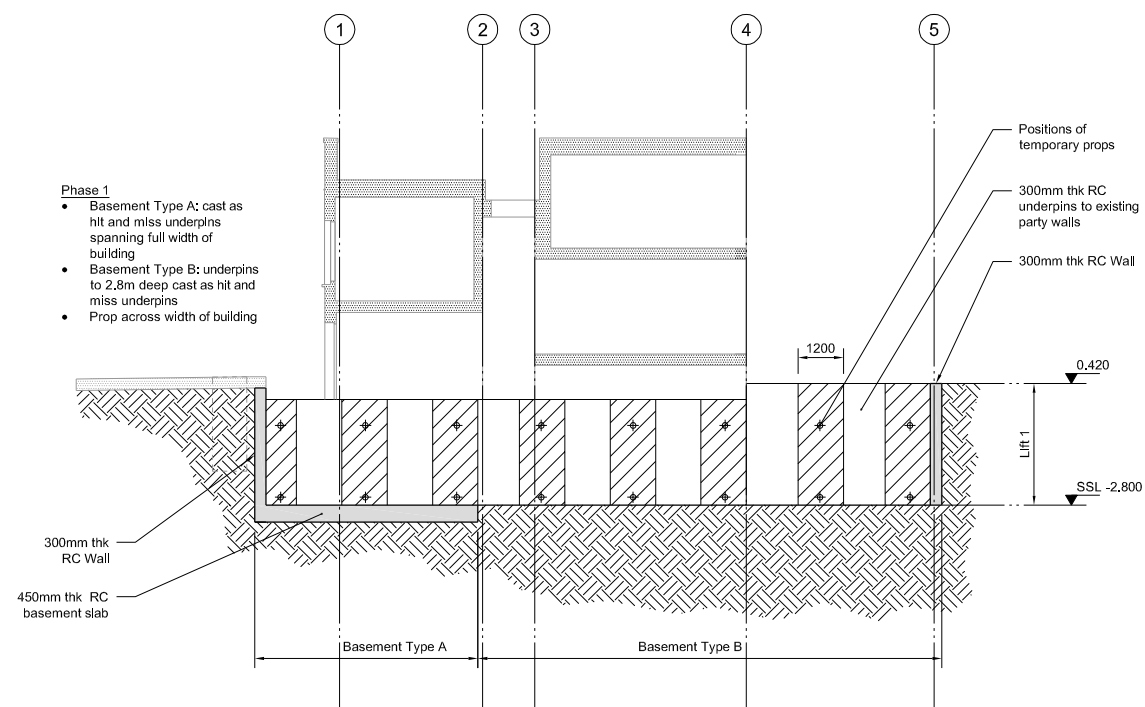 1
2
3
4
5
Phase 1
• Basement Type A: cast as
hit and miss underpins
spanning full width of
building
• Basement Type B: underpins
to 2.8m deep cast as hit and
miss underpins
• Prop across width of building
Positions of
temporary props
300mm thk RC
underpins to existing
party walls
300mm thk RC Wall
1200
0.420
Lift 1
SSL -2.800
300mm thk
RC Wall
450mm thk RC
basement slab
Basement Type A
Basement Type B